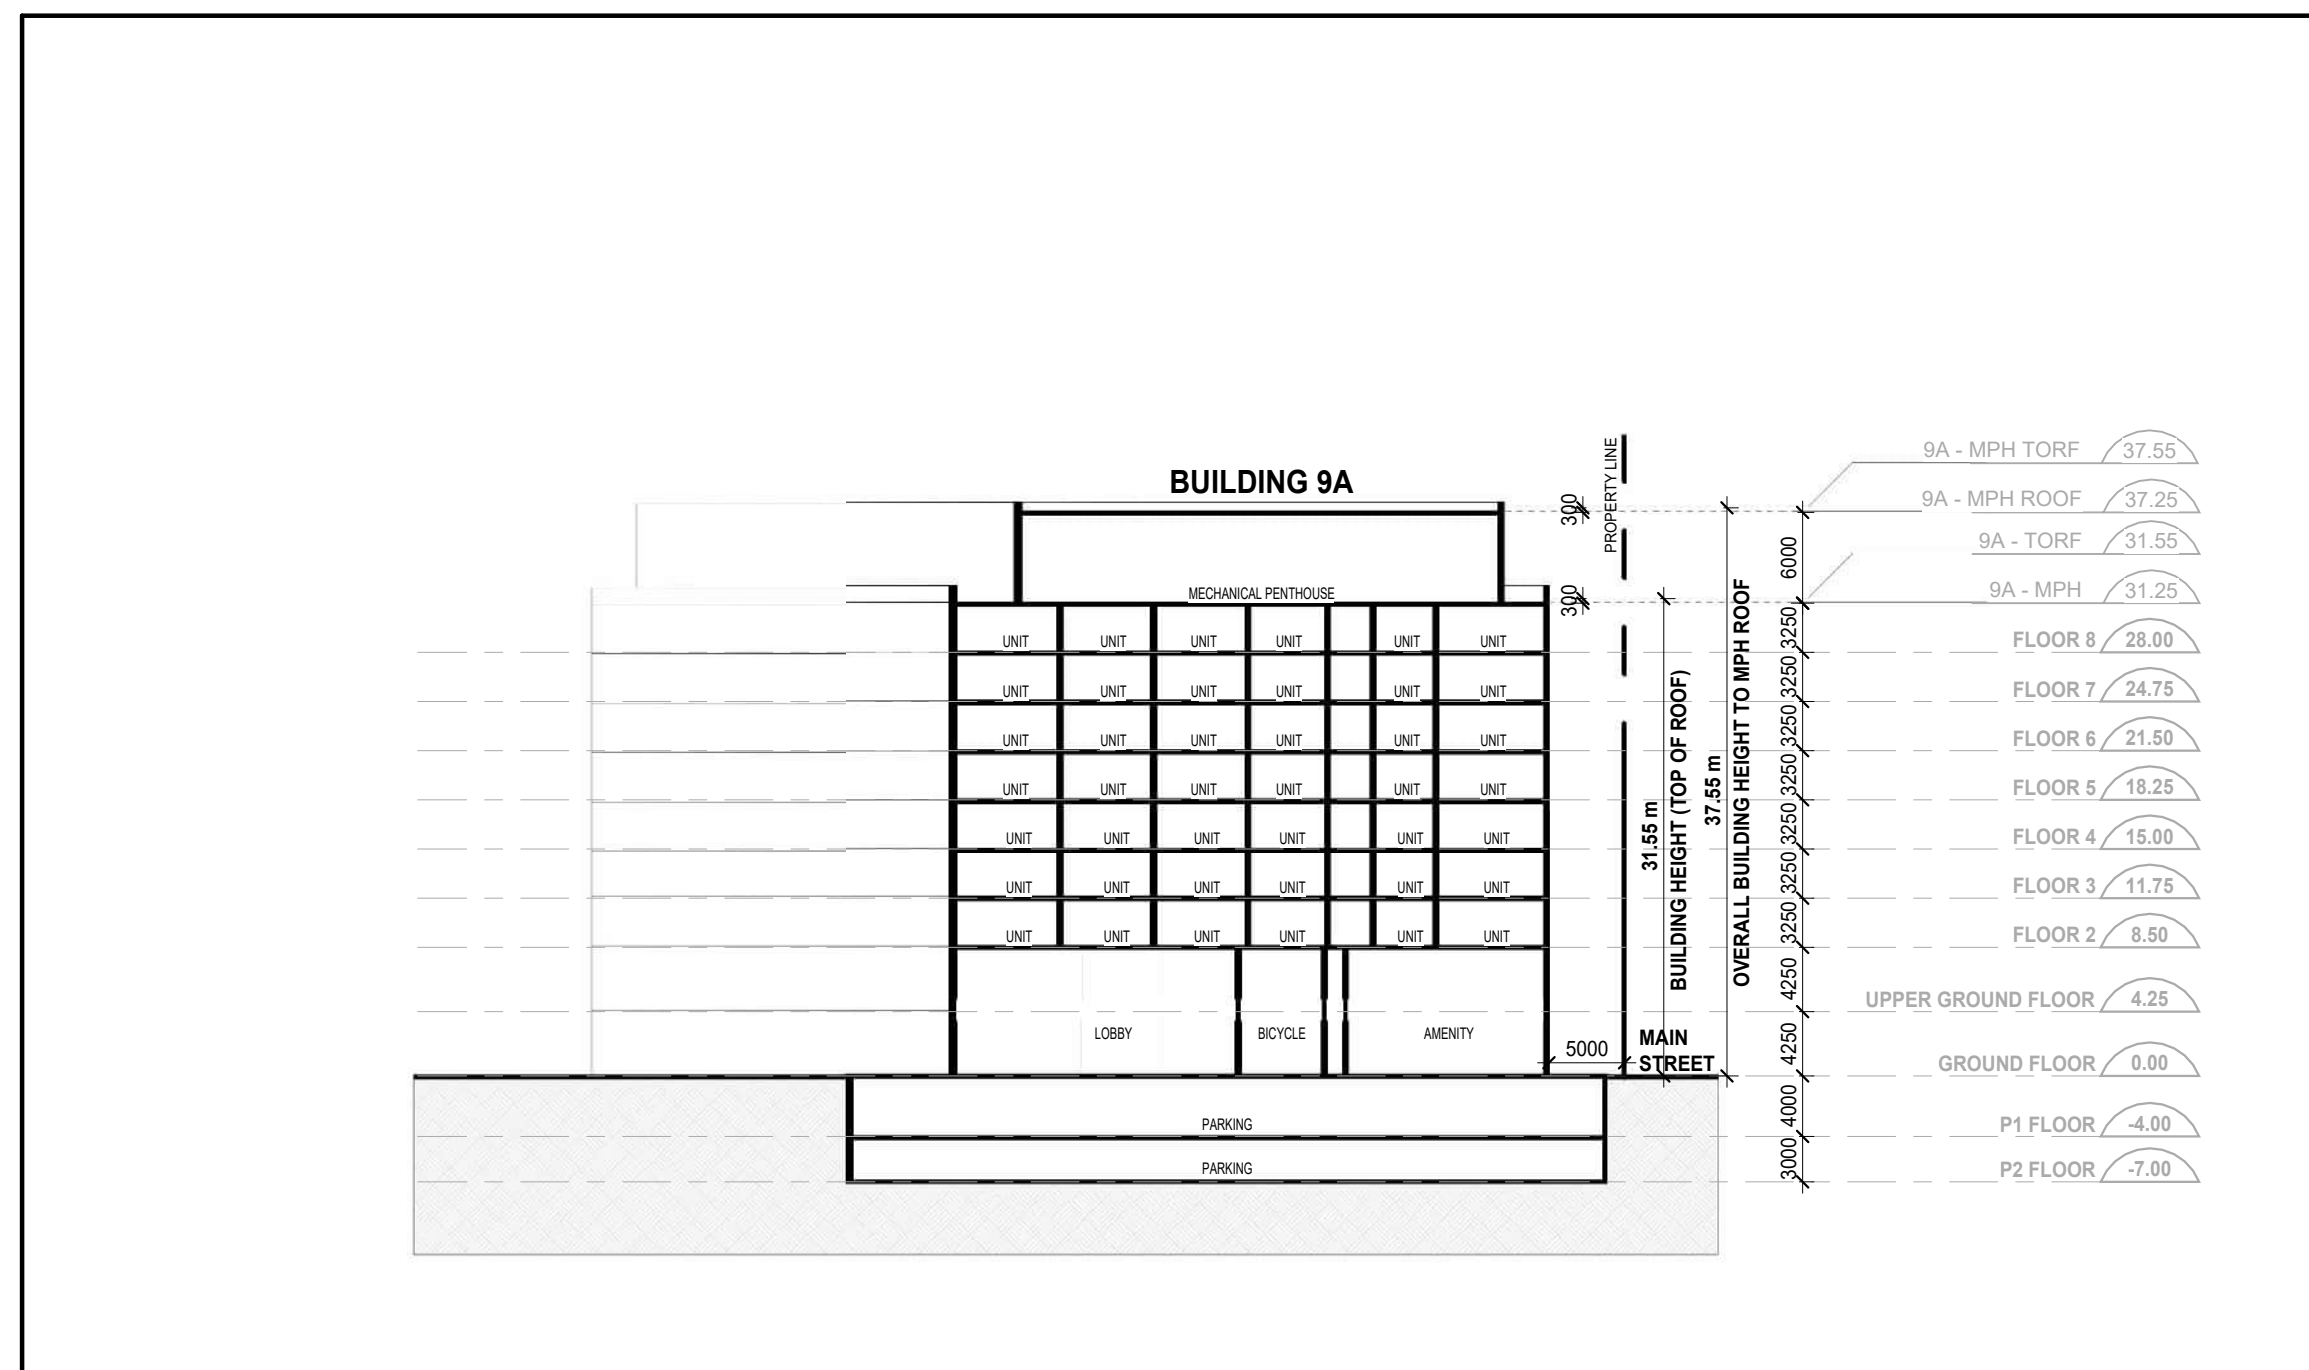 BUILDING 9A
PROPERTY LINE
300
300
MECHANICAL PENTHOUSE
UNIT UNIT UNIT UNIT UNIT UNIT
UNIT UNIT UNIT UNIT UNIT UNIT
UNIT UNIT UNIT UNIT UNIT UNIT
UNIT UNIT UNIT UNIT UNIT UNIT
UNIT UNIT UNIT UNIT UNIT UNIT
UNIT UNIT UNIT UNIT UNIT UNIT
UNIT UNIT UNIT UNIT UNIT UNIT
LOBBY BICYCLE AMENITY
5000
MAIN
STREET
PARKING
PARKING
31.55 m
BUILDING HEIGHT (TOP OF ROOF)
37.55 m
OVERALL BUILDING HEIGHT TO MPH ROOF
6000
3250
3250
3250
3250
3250
3250
3250
4250
4250
4000
3000
9A - MPH TORF 37.55
9A - MPH ROOF 37.25
9A - TORF 31.55
9A - MPH 31.25
FLOOR 8 28.00
FLOOR 7 24.75
FLOOR 6 21.50
FLOOR 5 18.25
FLOOR 4 15.00
FLOOR 3 11.75
FLOOR 2 8.50
UPPER GROUND FLOOR 4.25
GROUND FLOOR 0.00
P1 FLOOR -4.00
P2 FLOOR -7.00